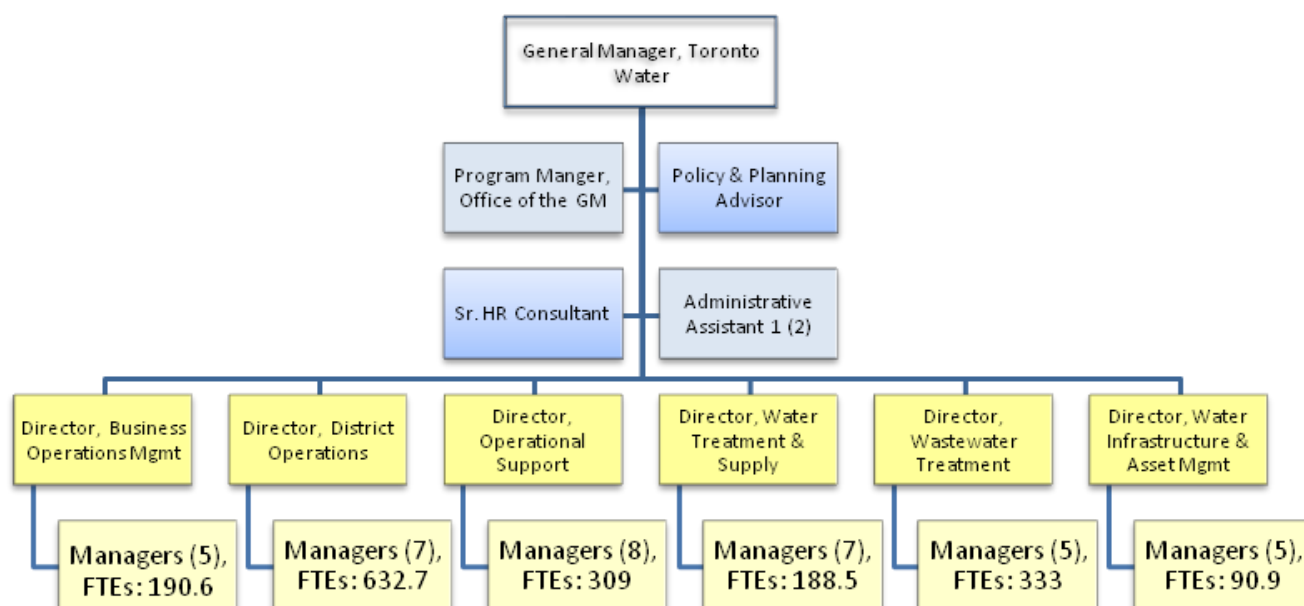 General Manager, Toronto
Water
Program Manger,
Office of the GM
Policy & Planning
Advisor
Sr. HR Consultant
Administrative
Assistant 1 (2)
Director, Business
Operations Mgmt
Director, District
Operations
Director,
Operational
Support
Director, Water
Treatment &
Supply
Director,
Wastewater
Treatment
Director, Water
Infrastructure &
Asset Mgmt
Managers (5),
FTEs: 190.6
Managers (7),
FTEs: 632.7
Managers (8),
FTEs: 309
Managers (7),
FTEs: 188.5
Managers (5),
FTEs: 333
Managers (5),
FTEs: 90.9